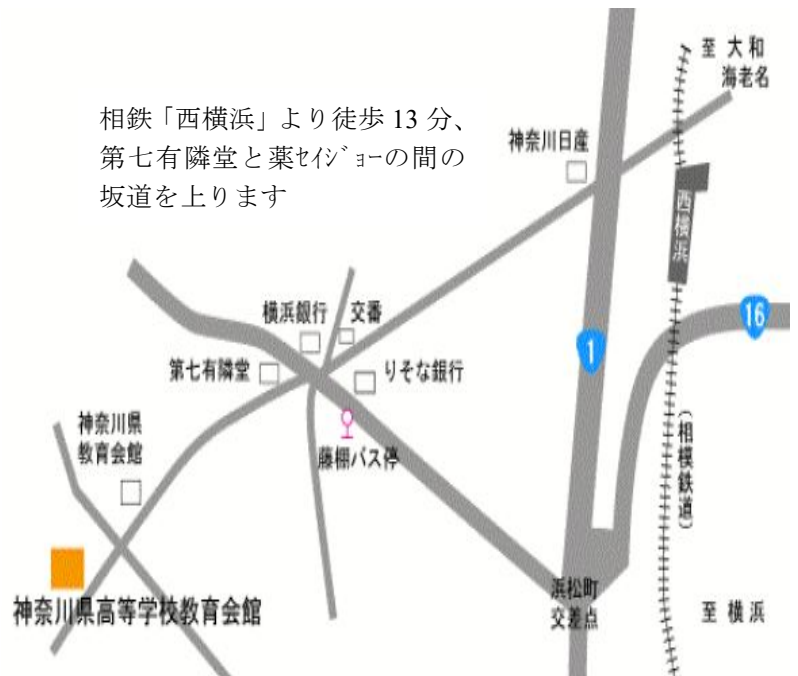 至 大和
海老名
相鉄「西横浜」より徒歩 13 分、
第七有隣堂と薬ｾｲｼﾞｮｰの間の
坂道を上ります
神奈川日産
西横浜
横浜銀行
交番
16
1
第七有隣堂
りそな銀行
神奈川県
教育会館
藤棚バス停
(相模鉄道)
浜松町
交差点
至 横浜
神奈川県高等学校教育会館